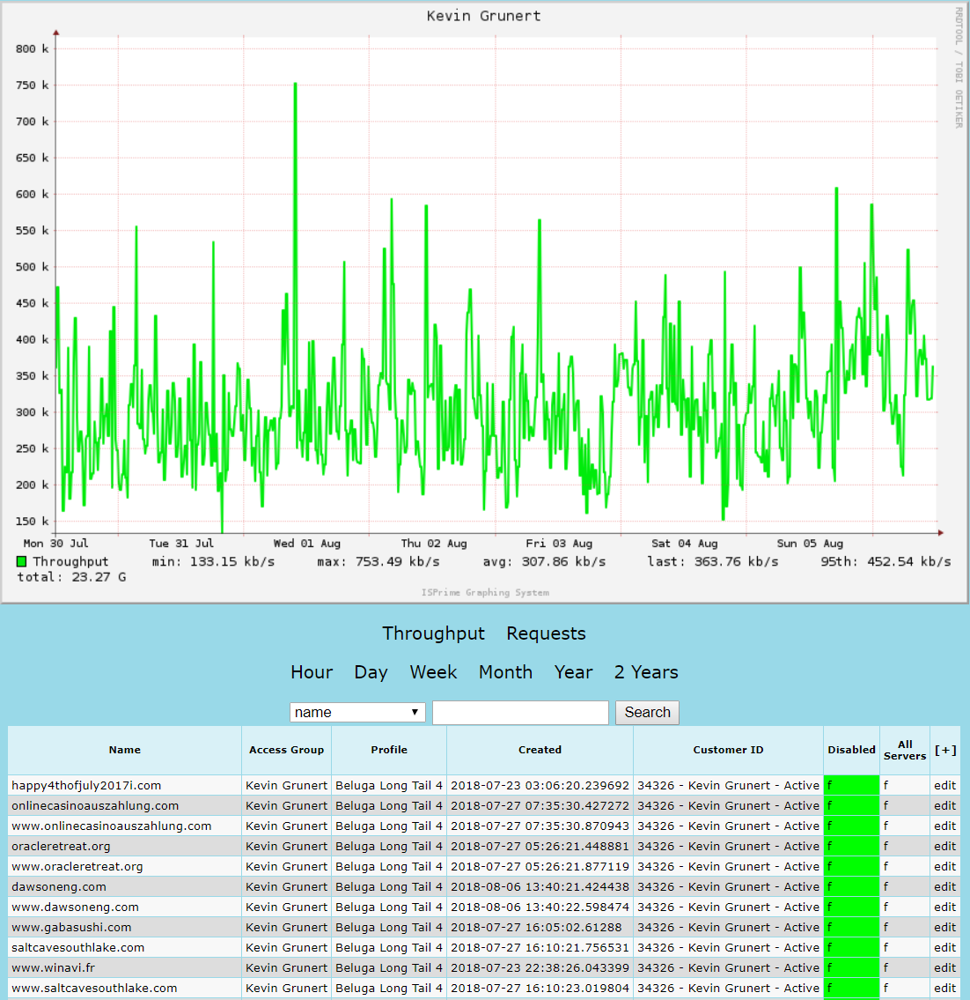 Kevin Grunert
RRDTOOL / TOBI OETIKER
800 k
750 k
700 k
650 k
600 k
550 k
500 k
450 k
400 k
350 k
300 k
250 k
200 k
150 k
Mon 30 Jul Tue 31 Jul Wed 01 Aug Thu 02 Aug Fri 03 Aug Sat 04 Aug Sun 05 Aug
Throughput min: 133.15 kb/s max: 753.49 kb/s avg: 307.86 kb/s last: 363.76 kb/s 95th: 452.54 kb/s
total: 23.27 G
ISPrime Graphing System
Throughput Requests
Hour Day Week Month Year 2 Years
name Search
Name Access Group Profile Created Customer ID Disabled All Servers [+]
happy4thofjuly2017i.com Kevin Grunert Beluga Long Tail 4 2018-07-23 03:06:20.239692 34326 - Kevin Grunert - Active f f edit
onlinecasinoauszahlung.com Kevin Grunert Beluga Long Tail 4 2018-07-27 07:35:30.427272 34326 - Kevin Grunert - Active f f edit
www.onlinecasinoauszahlung.com Kevin Grunert Beluga Long Tail 4 2018-07-27 07:35:30.870943 34326 - Kevin Grunert - Active f f edit
oracleretreat.org Kevin Grunert Beluga Long Tail 4 2018-07-27 05:26:21.448881 34326 - Kevin Grunert - Active f f edit
www.oracleretreat.org Kevin Grunert Beluga Long Tail 4 2018-07-27 05:26:21.877119 34326 - Kevin Grunert - Active f f edit
dawsoneng.com Kevin Grunert Beluga Long Tail 4 2018-08-06 13:40:21.424438 34326 - Kevin Grunert - Active f f edit
www.dawsoneng.com Kevin Grunert Beluga Long Tail 4 2018-08-06 13:40:22.598474 34326 - Kevin Grunert - Active f f edit
www.gabasushi.com Kevin Grunert Beluga Long Tail 4 2018-07-27 16:05:02.61288 34326 - Kevin Grunert - Active f f edit
saltcavesouthlake.com Kevin Grunert Beluga Long Tail 4 2018-07-27 16:10:21.756531 34326 - Kevin Grunert - Active f f edit
www.winavi.fr Kevin Grunert Beluga Long Tail 4 2018-07-23 22:38:26.043399 34326 - Kevin Grunert - Active f f edit
www.saltcavesouthlake.com Kevin Grunert Beluga Long Tail 4 2018-07-27 16:10:23.019804 34326 - Kevin Grunert - Active f f edit